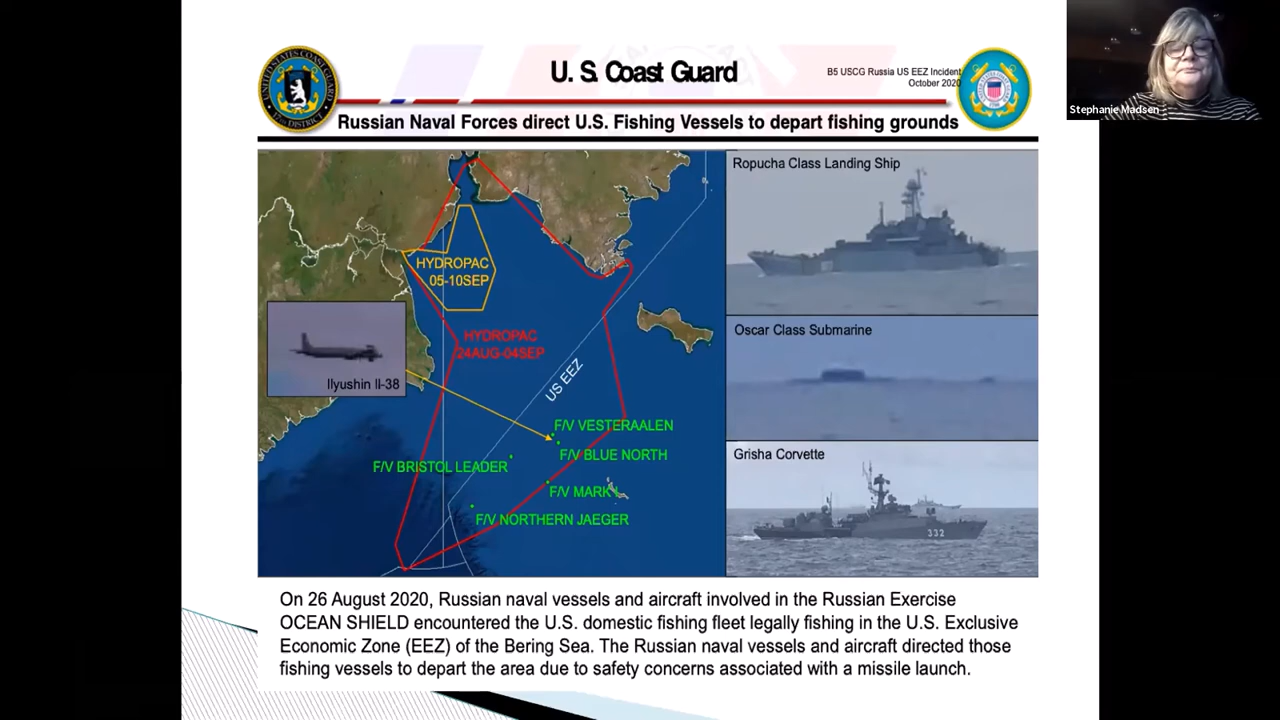 U. S. Coast Guard
B5 USCG Russia US EEZ Incident
October 2020
Stephanie Madsen
Russian Naval Forces direct U.S. Fishing Vessels to depart fishing grounds
HYDROPAC
05-10SEP
HYDROPAC
24AUG-04SEP
Ilyushin Il-38
US EEZ
F/V VESTERAALEN
F/V BLUE NORTH
F/V BRISTOL LEADER
F/V MARK I
F/V NORTHERN JAEGER
Ropucha Class Landing Ship
Oscar Class Submarine
Grisha Corvette
332
On 26 August 2020, Russian naval vessels and aircraft involved in the Russian Exercise
OCEAN SHIELD encountered the U.S. domestic fishing fleet legally fishing in the U.S. Exclusive
Economic Zone (EEZ) of the Bering Sea. The Russian naval vessels and aircraft directed those
fishing vessels to depart the area due to safety concerns associated with a missile launch.